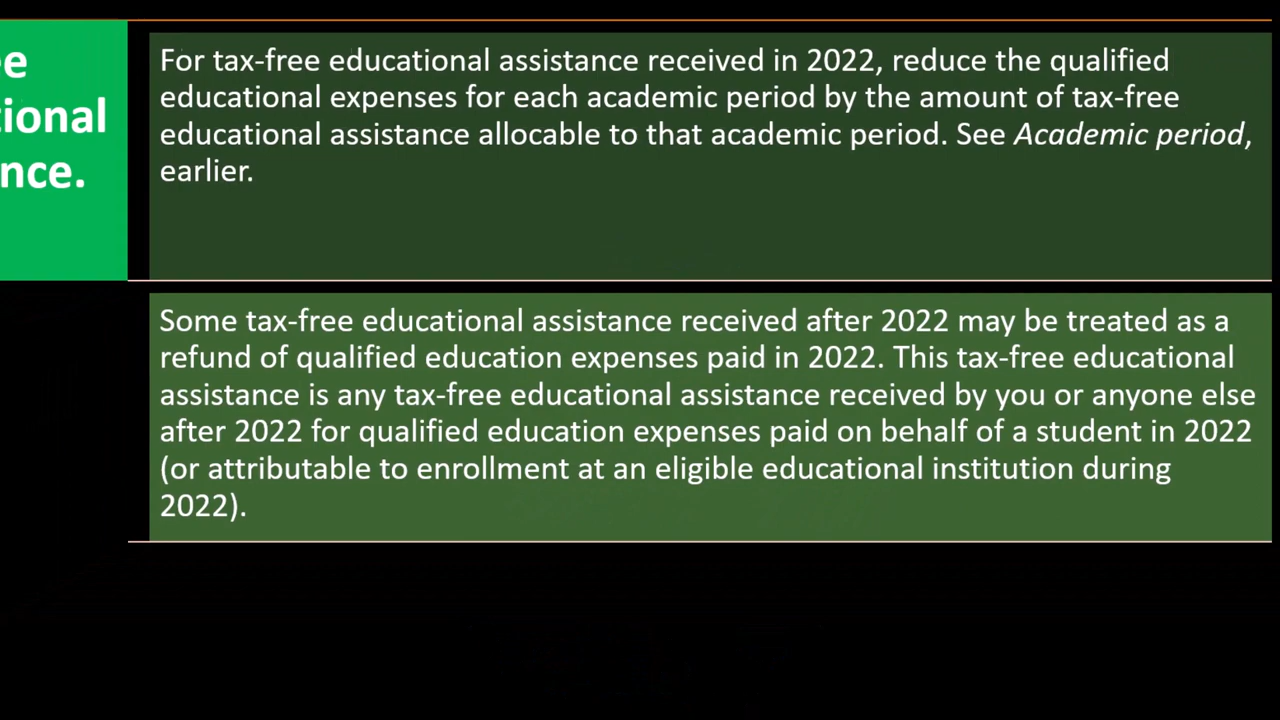 e
tional
nce.
For tax-free educational assistance received in 2022, reduce the qualified
educational expenses for each academic period by the amount of tax-free
educational assistance allocable to that academic period. See Academic period,
earlier.
Some tax-free educational assistance received after 2022 may be treated as a
refund of qualified education expenses paid in 2022. This tax-free educational
assistance is any tax-free educational assistance received by you or anyone else
after 2022 for qualified education expenses paid on behalf of a student in 2022
(or attributable to enrollment at an eligible educational institution during
2022).